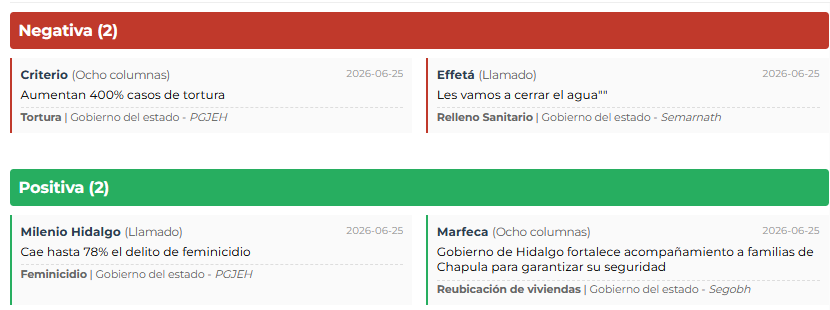 Negativa (2)
Criterio (Ocho columnas) 2026-06-25
Aumentan 400% casos de tortura
Tortura | Gobierno del estado - PGJEH
Effetá (Llamado) 2026-06-25
Les vamos a cerrar el agua""
Relleno Sanitario | Gobierno del estado - Semarnath
Positiva (2)
Milenio Hidalgo (Llamado) 2026-06-25
Cae hasta 78% el delito de feminicidio
Feminicidio | Gobierno del estado - PGJEH
Marfeca (Ocho columnas) 2026-06-25
Gobierno de Hidalgo fortalece acompañamiento a familias de
Chapula para garantizar su seguridad
Reubicación de viviendas | Gobierno del estado - Segobh